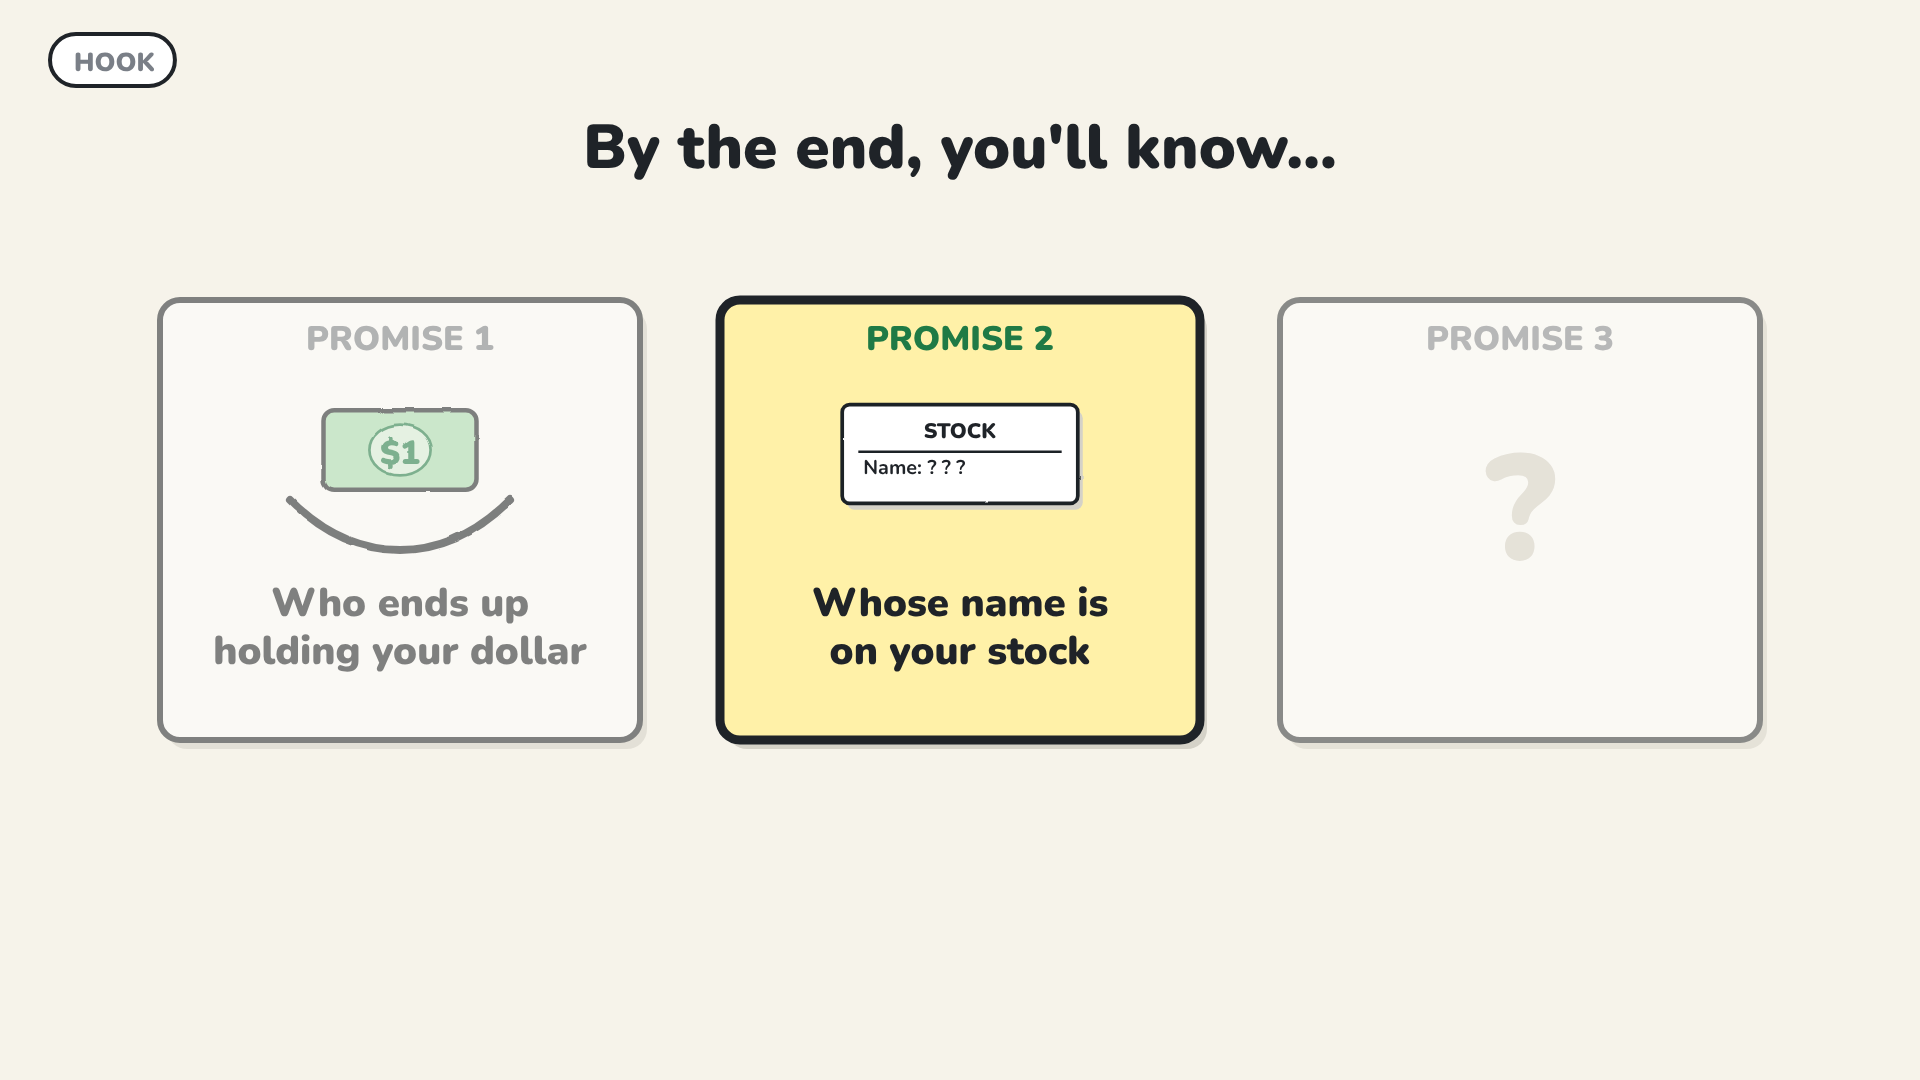 HOOK
By the end, you'll know...
PROMISE 1
$1
Who ends up
holding your dollar
PROMISE 2
STOCK
Name: ? ? ?
Whose name is
on your stock
PROMISE 3
?